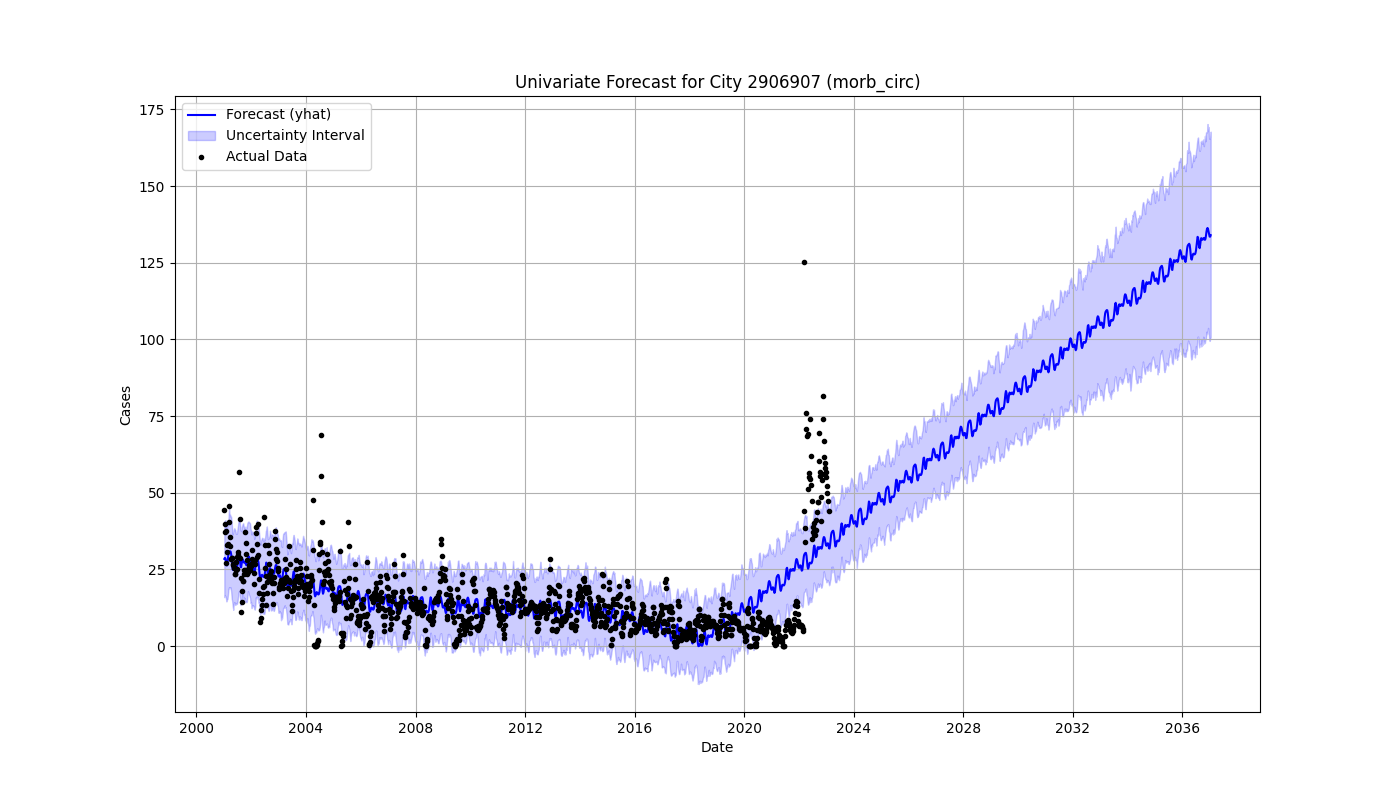 Univariate Forecast for City 2906907 (morb_circ)
Forecast (yhat)
Uncertainty Interval
Actual Data
175
150
125
100
75
50
25
0
Cases
2000 2004 2008 2012 2016 2020 2024 2028 2032 2036
Date